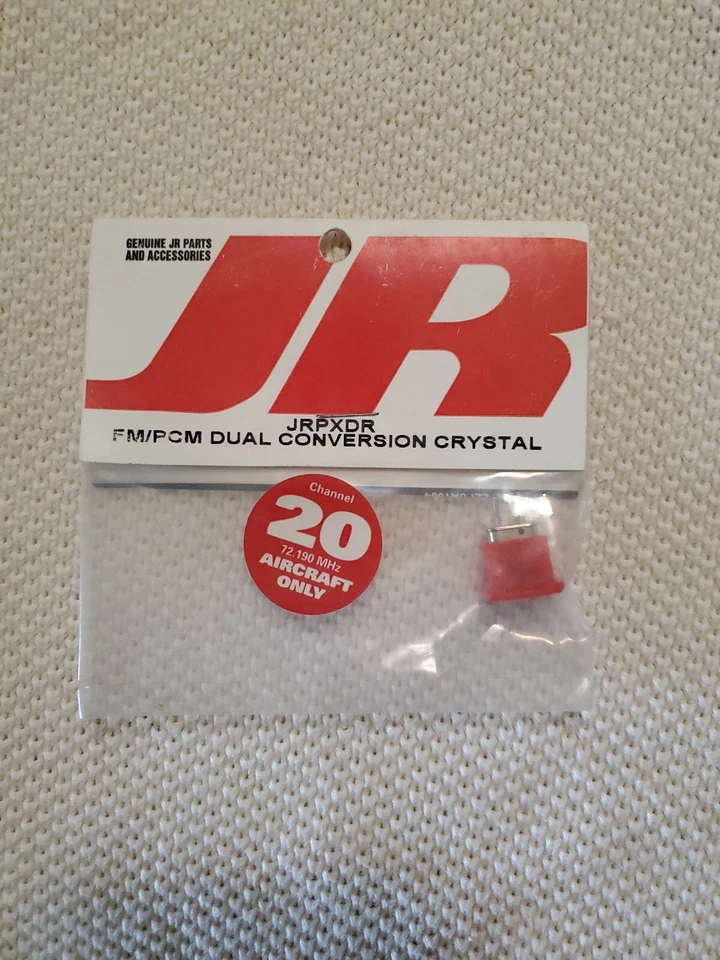 GENUINE JR PARTS
AND ACCESSORIES
JR
JRPXDR
FM/PCM DUAL CONVERSION CRYSTAL
Channel
20
72.190 MHz
AIRCRAFT
ONLY